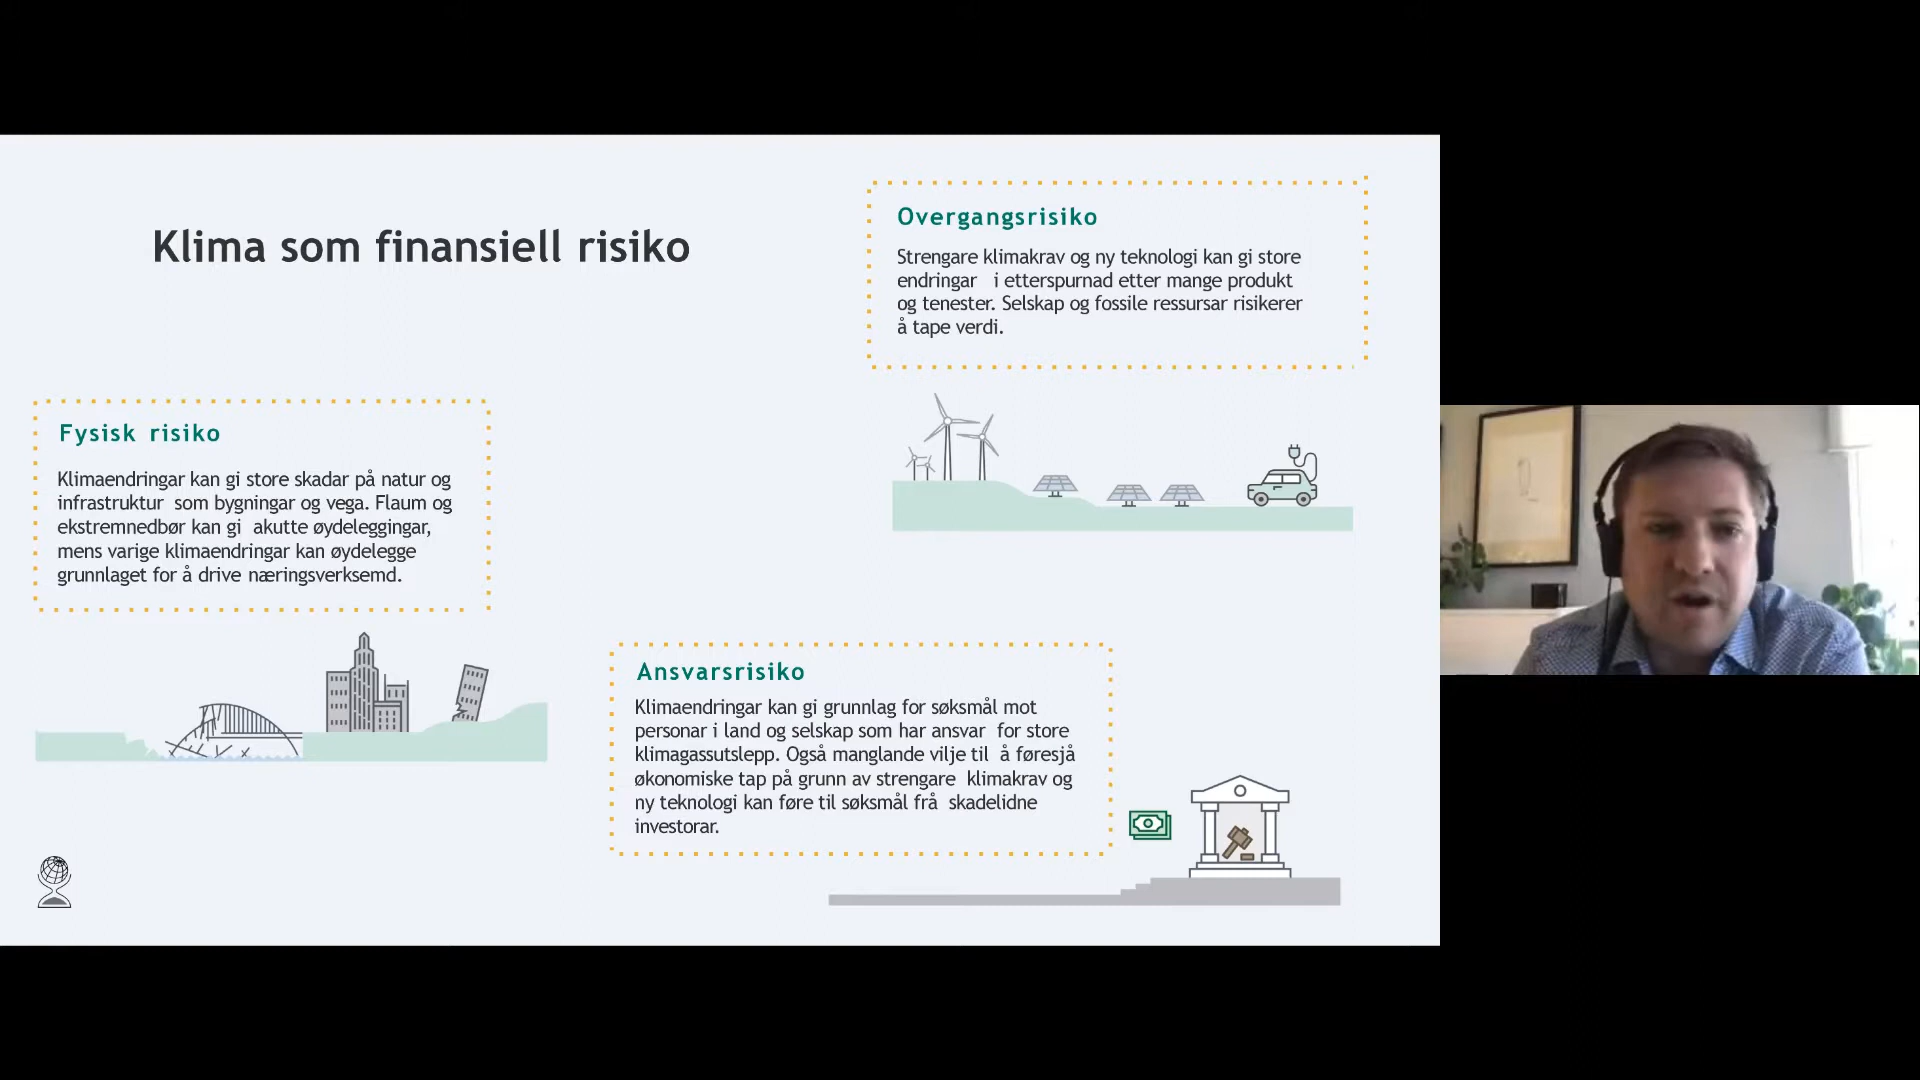 Klima som finansiell risiko
Overgangsrisiko
Strengare klimakrav og ny teknologi kan gi store
endringar i etterspurnad etter mange produkt
og tenester. Selskap og fossile ressursar risikerer
å tape verdi.
Fysisk risiko
Klimaendringar kan gi store skadar på natur og
infrastruktur som bygningar og vega. Flaum og
ekstremnedbør kan gi akutte øydeleggingar,
mens varige klimaendringar kan øydelegge
grunnlaget for å drive næringsverksemd.
Ansvarsrisiko
Klimaendringar kan gi grunnlag for søksmål mot
personar i land og selskap som har ansvar for store
klimagassutslepp. Også manglande vilje til å føresjå
økonomiske tap på grunn av strengare klimakrav og
ny teknologi kan føre til søksmål frå skadelidne
investorar.